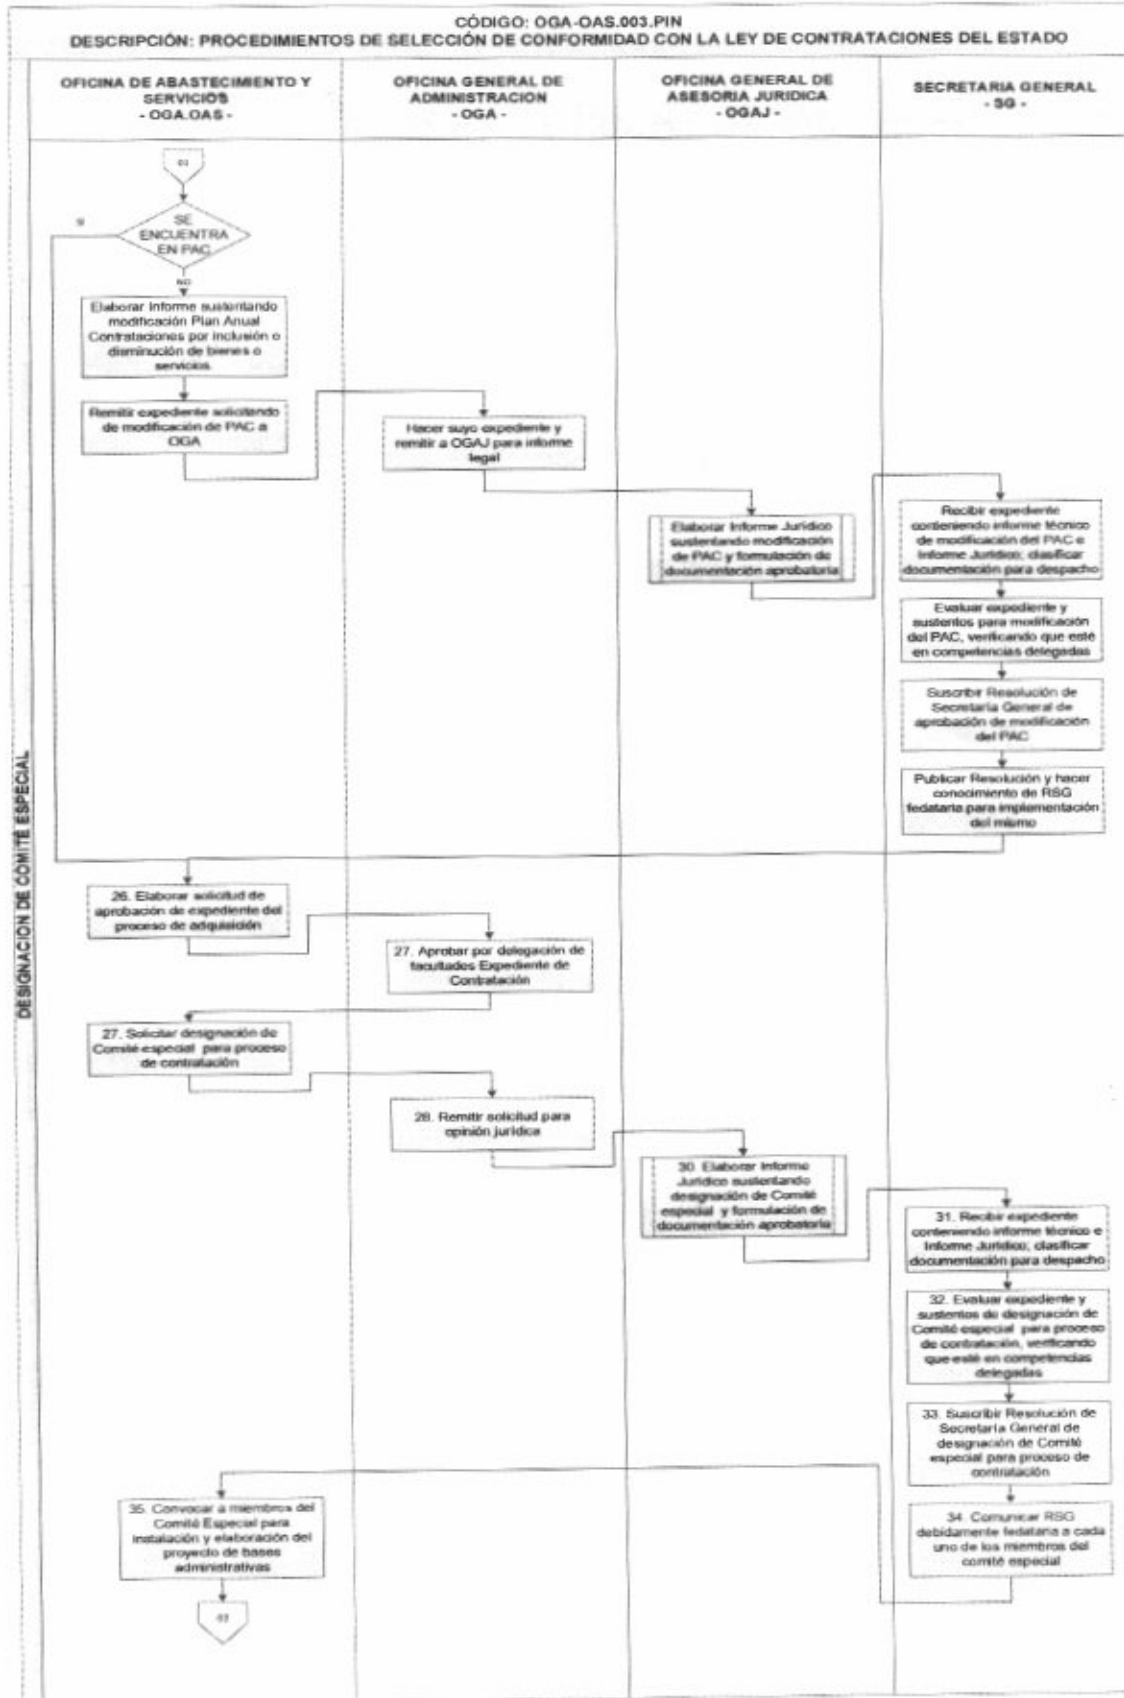 CÓDIGO: OGA-OAS.003.PIN
DESCRIPCIÓN: PROCEDIMIENTOS DE SELECCIÓN DE CONFORMIDAD CON LA LEY DE CONTRATACIONES DEL ESTADO
OFICINA DE ABASTECIMIENTO Y
SERVICIOS
- OGA.OAS -
OFICINA GENERAL DE
ADMINISTRACION
- OGA -
OFICINA GENERAL DE
ASESORIA JURIDICA
- OGAJ -
SECRETARIA GENERAL
- SG -
DESIGNACION DE COMITÉ ESPECIAL
SI
SE
ENCUENTRA
EN PAC
NO
Elaborar Informe sustentando
modificación Plan Anual
Contrataciones por inclusión o
disminución de bienes o
servicios.
Remitir expediente solicitando
de modificación de PAC a
OGA
Hacer suyo expediente y
remitir a OGAJ para informe
legal
Elaborar Informe Jurídico
sustentando modificación
de PAC y formulación de
documentación aprobatoria
Recibir expediente
conteniendo informe técnico
de modificación del PAC e
Informe Jurídico; clasificar
documentación para despacho
Evaluar expediente y
sustentos para modificación
del PAC, verificando que esté
en competencias delegadas
Suscribir Resolución de
Secretaría General de
aprobación de modificación
del PAC
Publicar Resolución y hacer
conocimiento de RSG
fedataria para implementación
del mismo
26. Elaborar solicitud de
aprobación de expediente del
proceso de adquisición
27. Aprobar por delegación de
facultades Expediente de
Contratación
27. Solicitar designación de
Comité especial para proceso
de contratación
28. Remitir solicitud para
opinión jurídica
30. Elaborar Informe
Jurídico sustentando
designación de Comité
especial y formulación de
documentación aprobatoria
31. Recibir expediente
conteniendo informe técnico e
Informe Jurídico; clasificar
documentación para despacho
32. Evaluar expediente y
sustentos de designación de
Comité especial para proceso
de contratación, verificando
que esté en competencias
delegadas
33. Suscribir Resolución de
Secretaría General de
designación de Comité
especial para proceso de
contratación
34. Comunicar RSG
debidamente fedataria a cada
uno de los miembros del
comité especial
35. Convocar a miembros del
Comité Especial para
instalación y elaboración del
proyecto de bases
administrativas